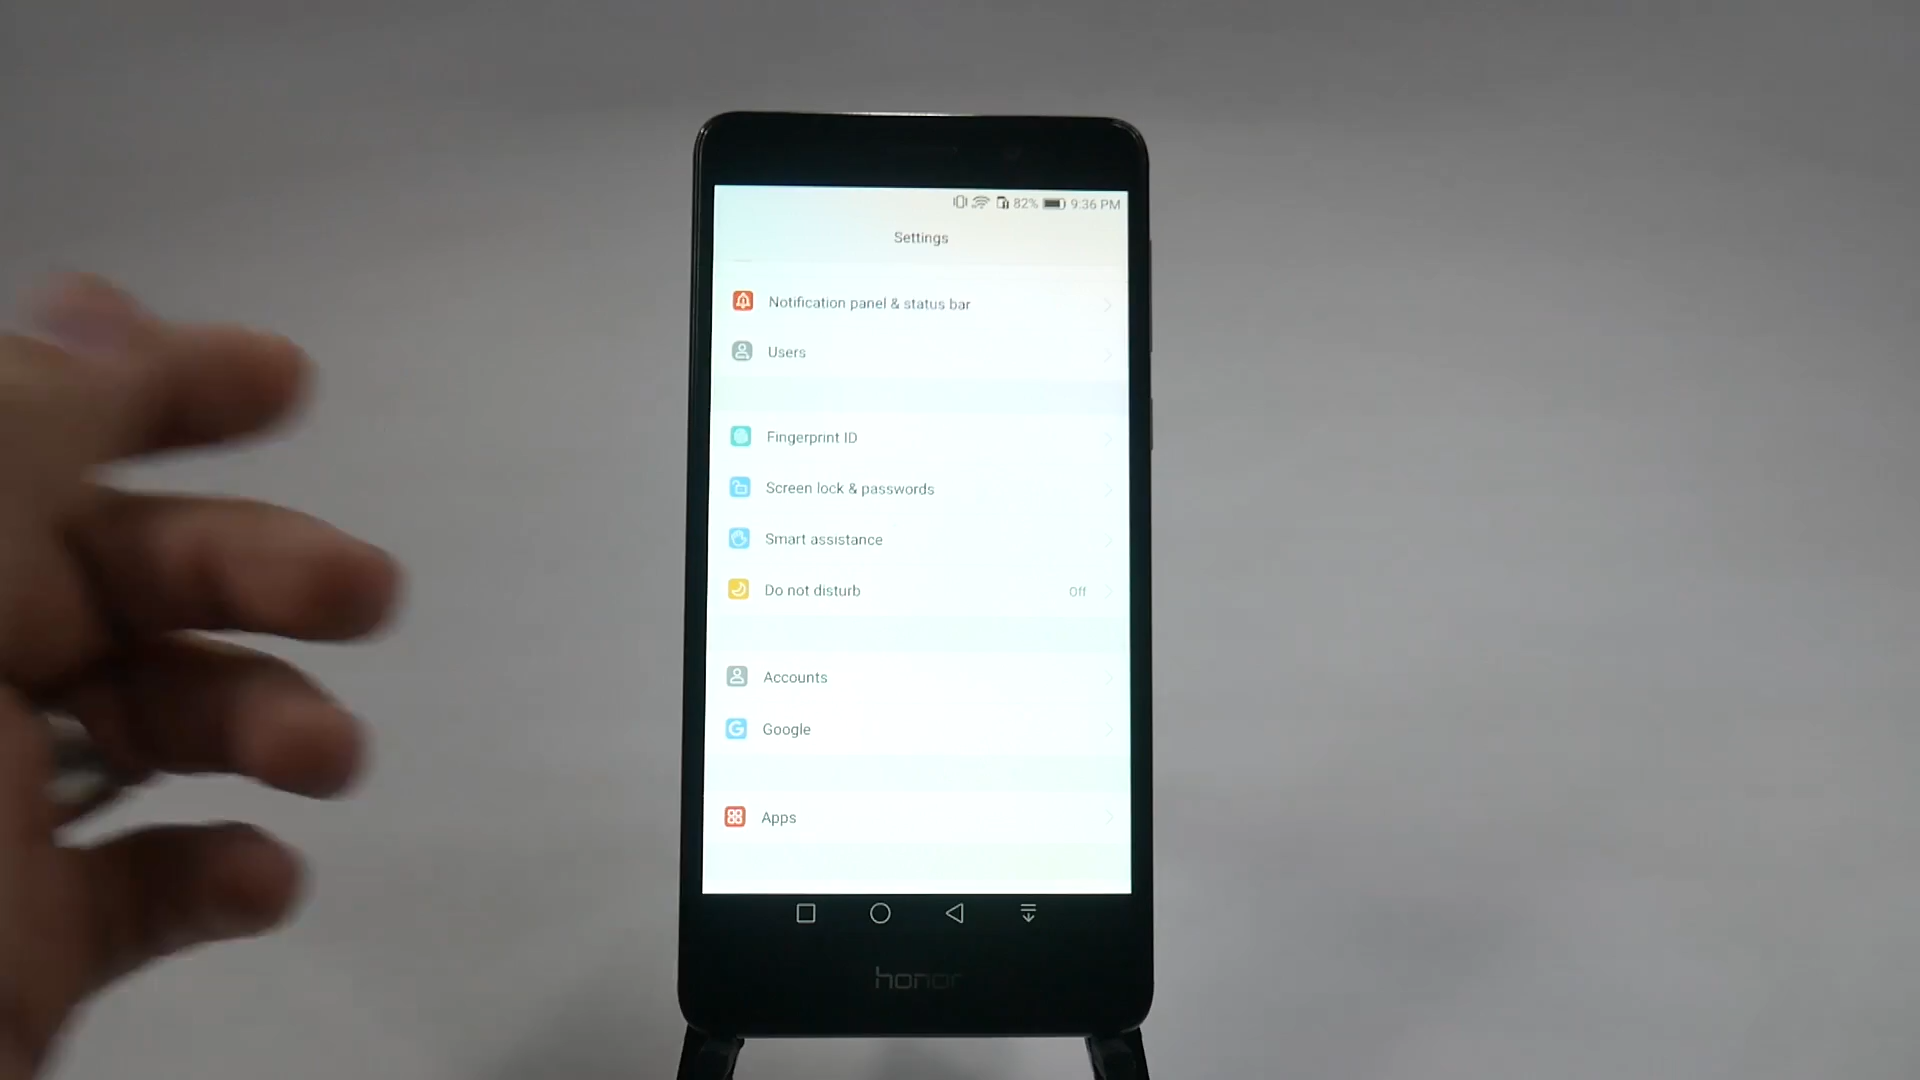 82% 9:36 PM
Settings
Notification panel & status bar
Users
Fingerprint ID
Screen lock & passwords
Smart assistance
Do not disturb Off
Accounts
Google
Apps
honor